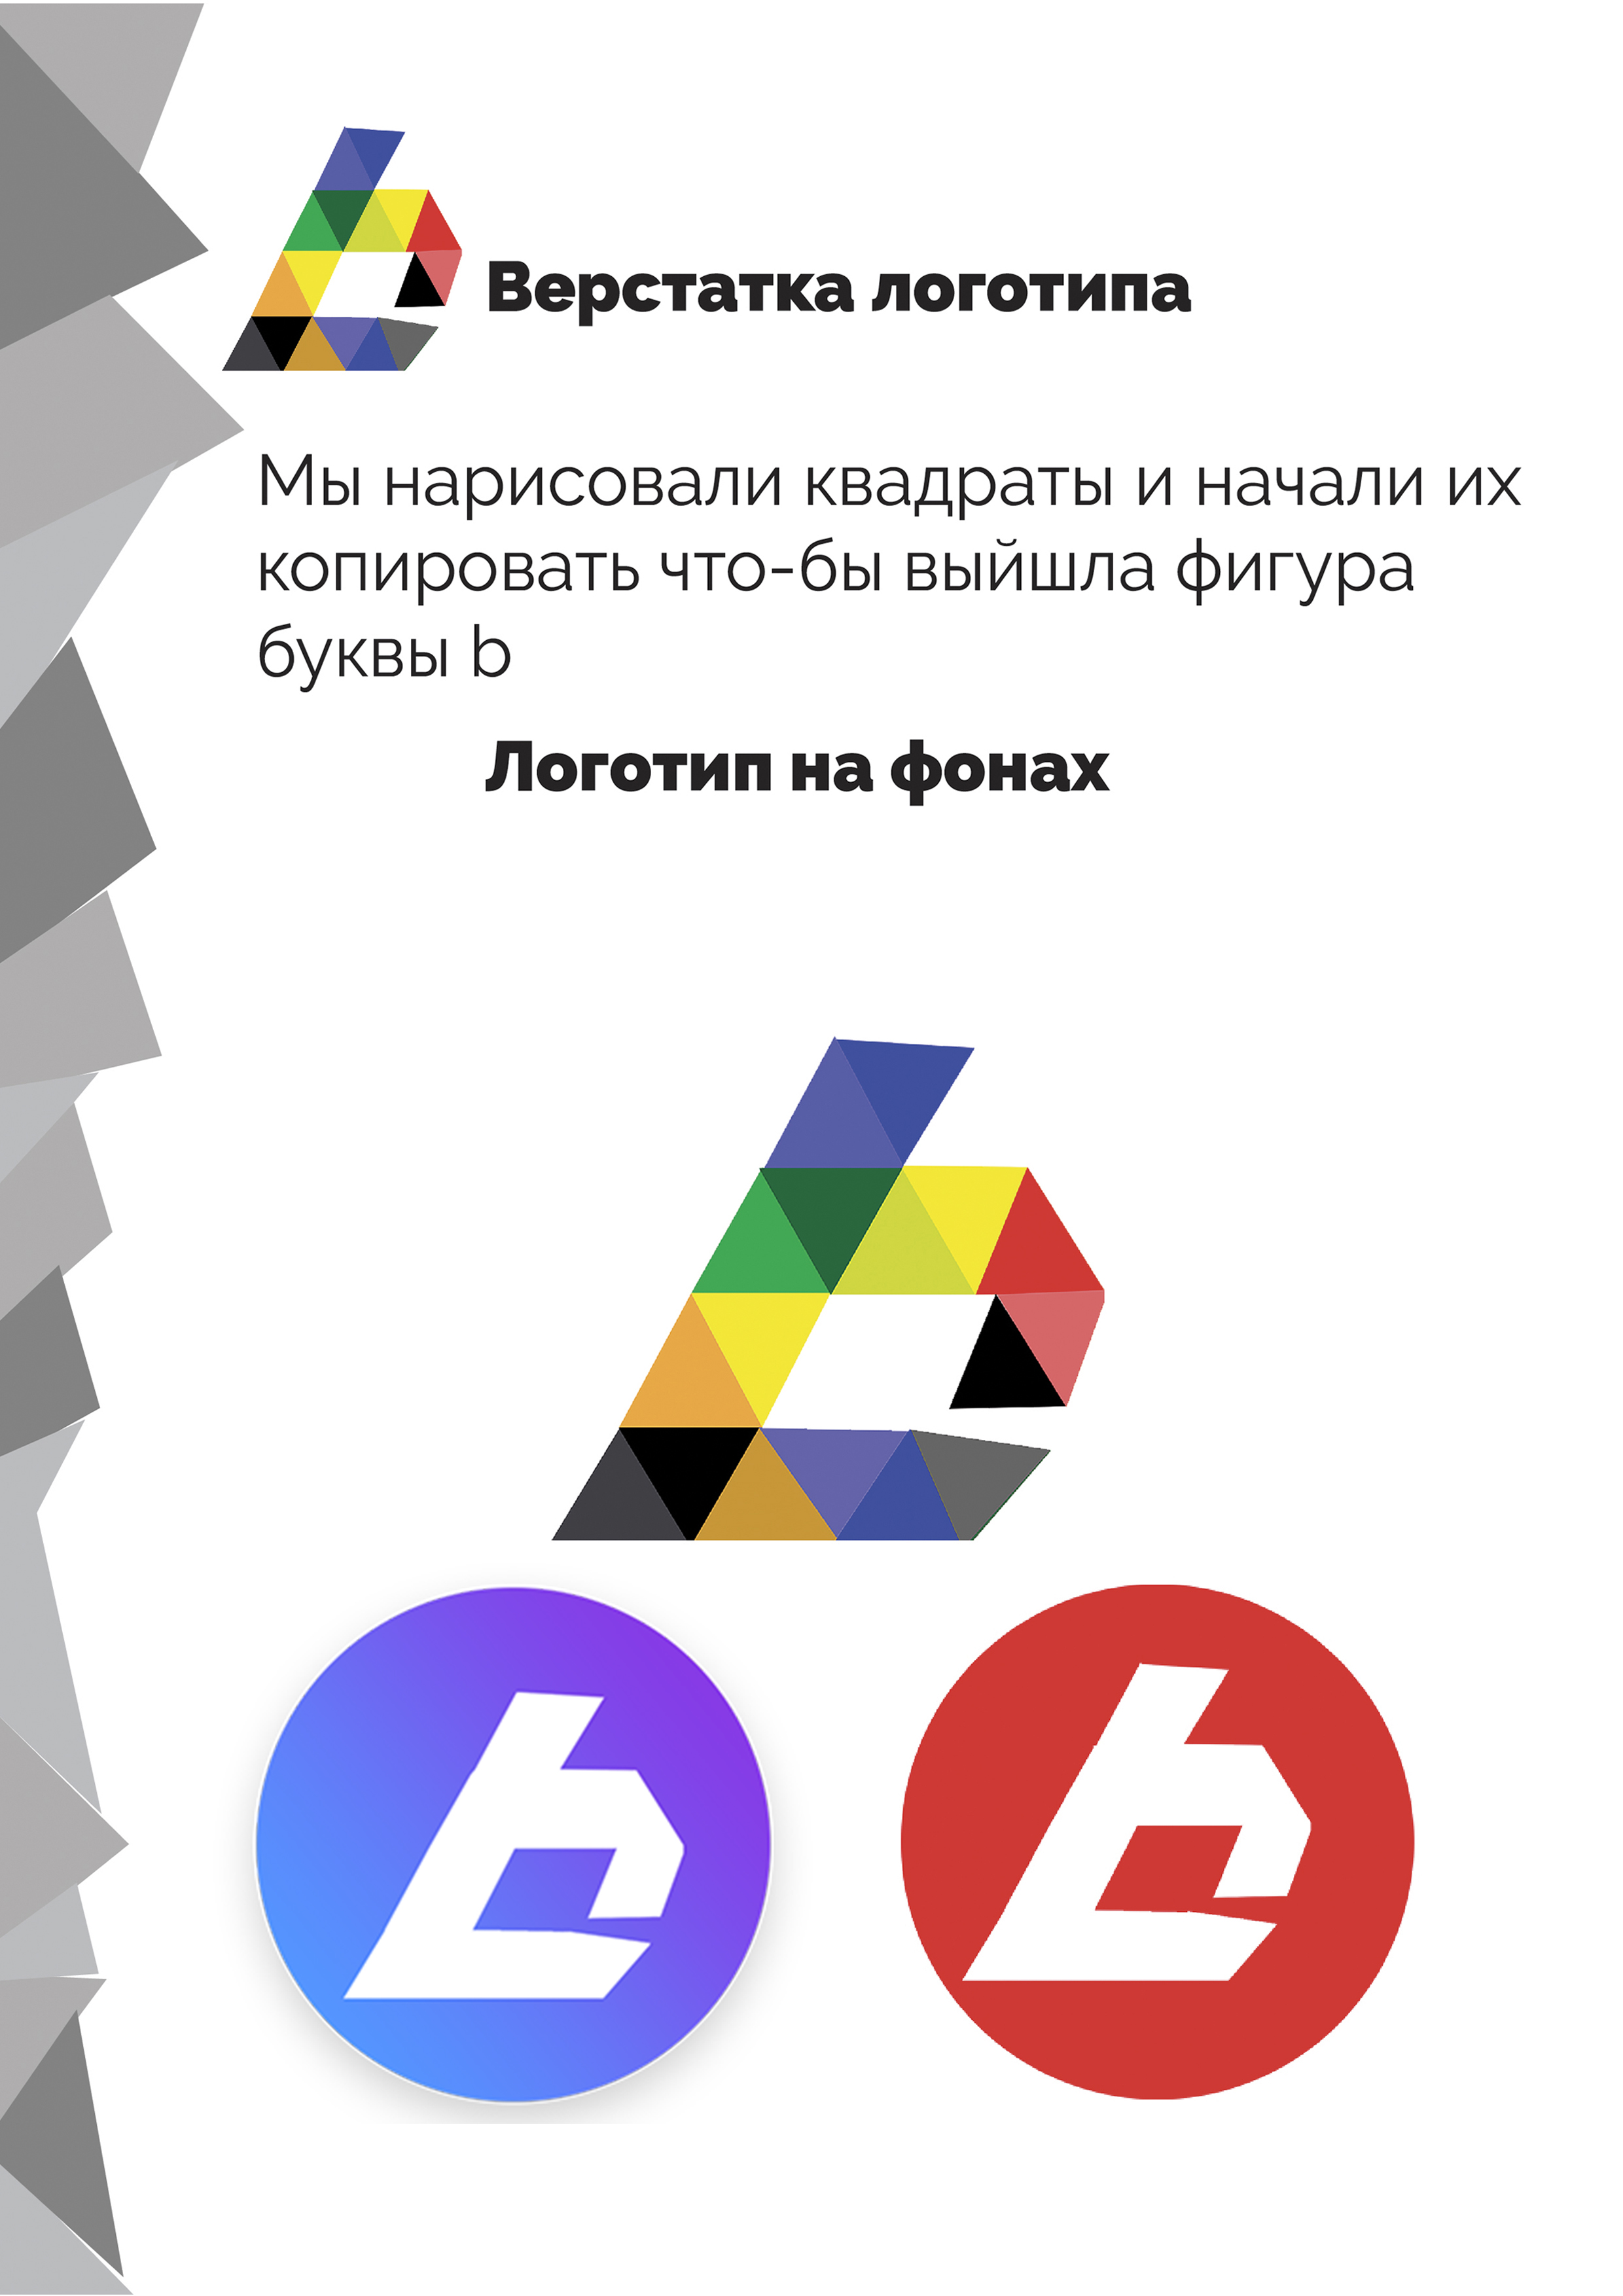 Верстатка логотипа
Мы нарисовали квадраты и начали их
копировать что-бы выйшла фигура
буквы b
Логотип на фонах